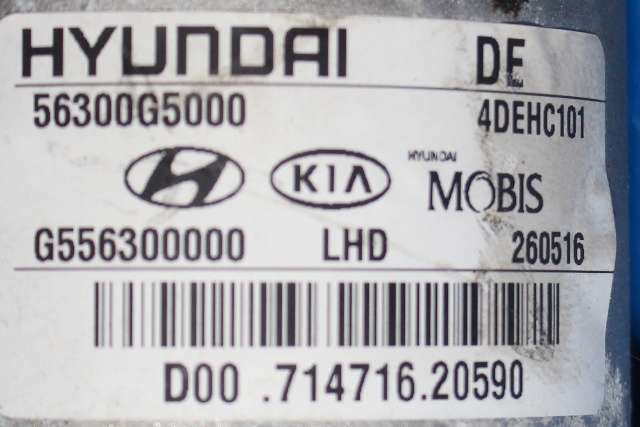 HYUNDAI DE
56300G5000 4DEHC101
KIA HYUNDAI MOBIS
G556300000 LHD 260516
D00 .714716.20590